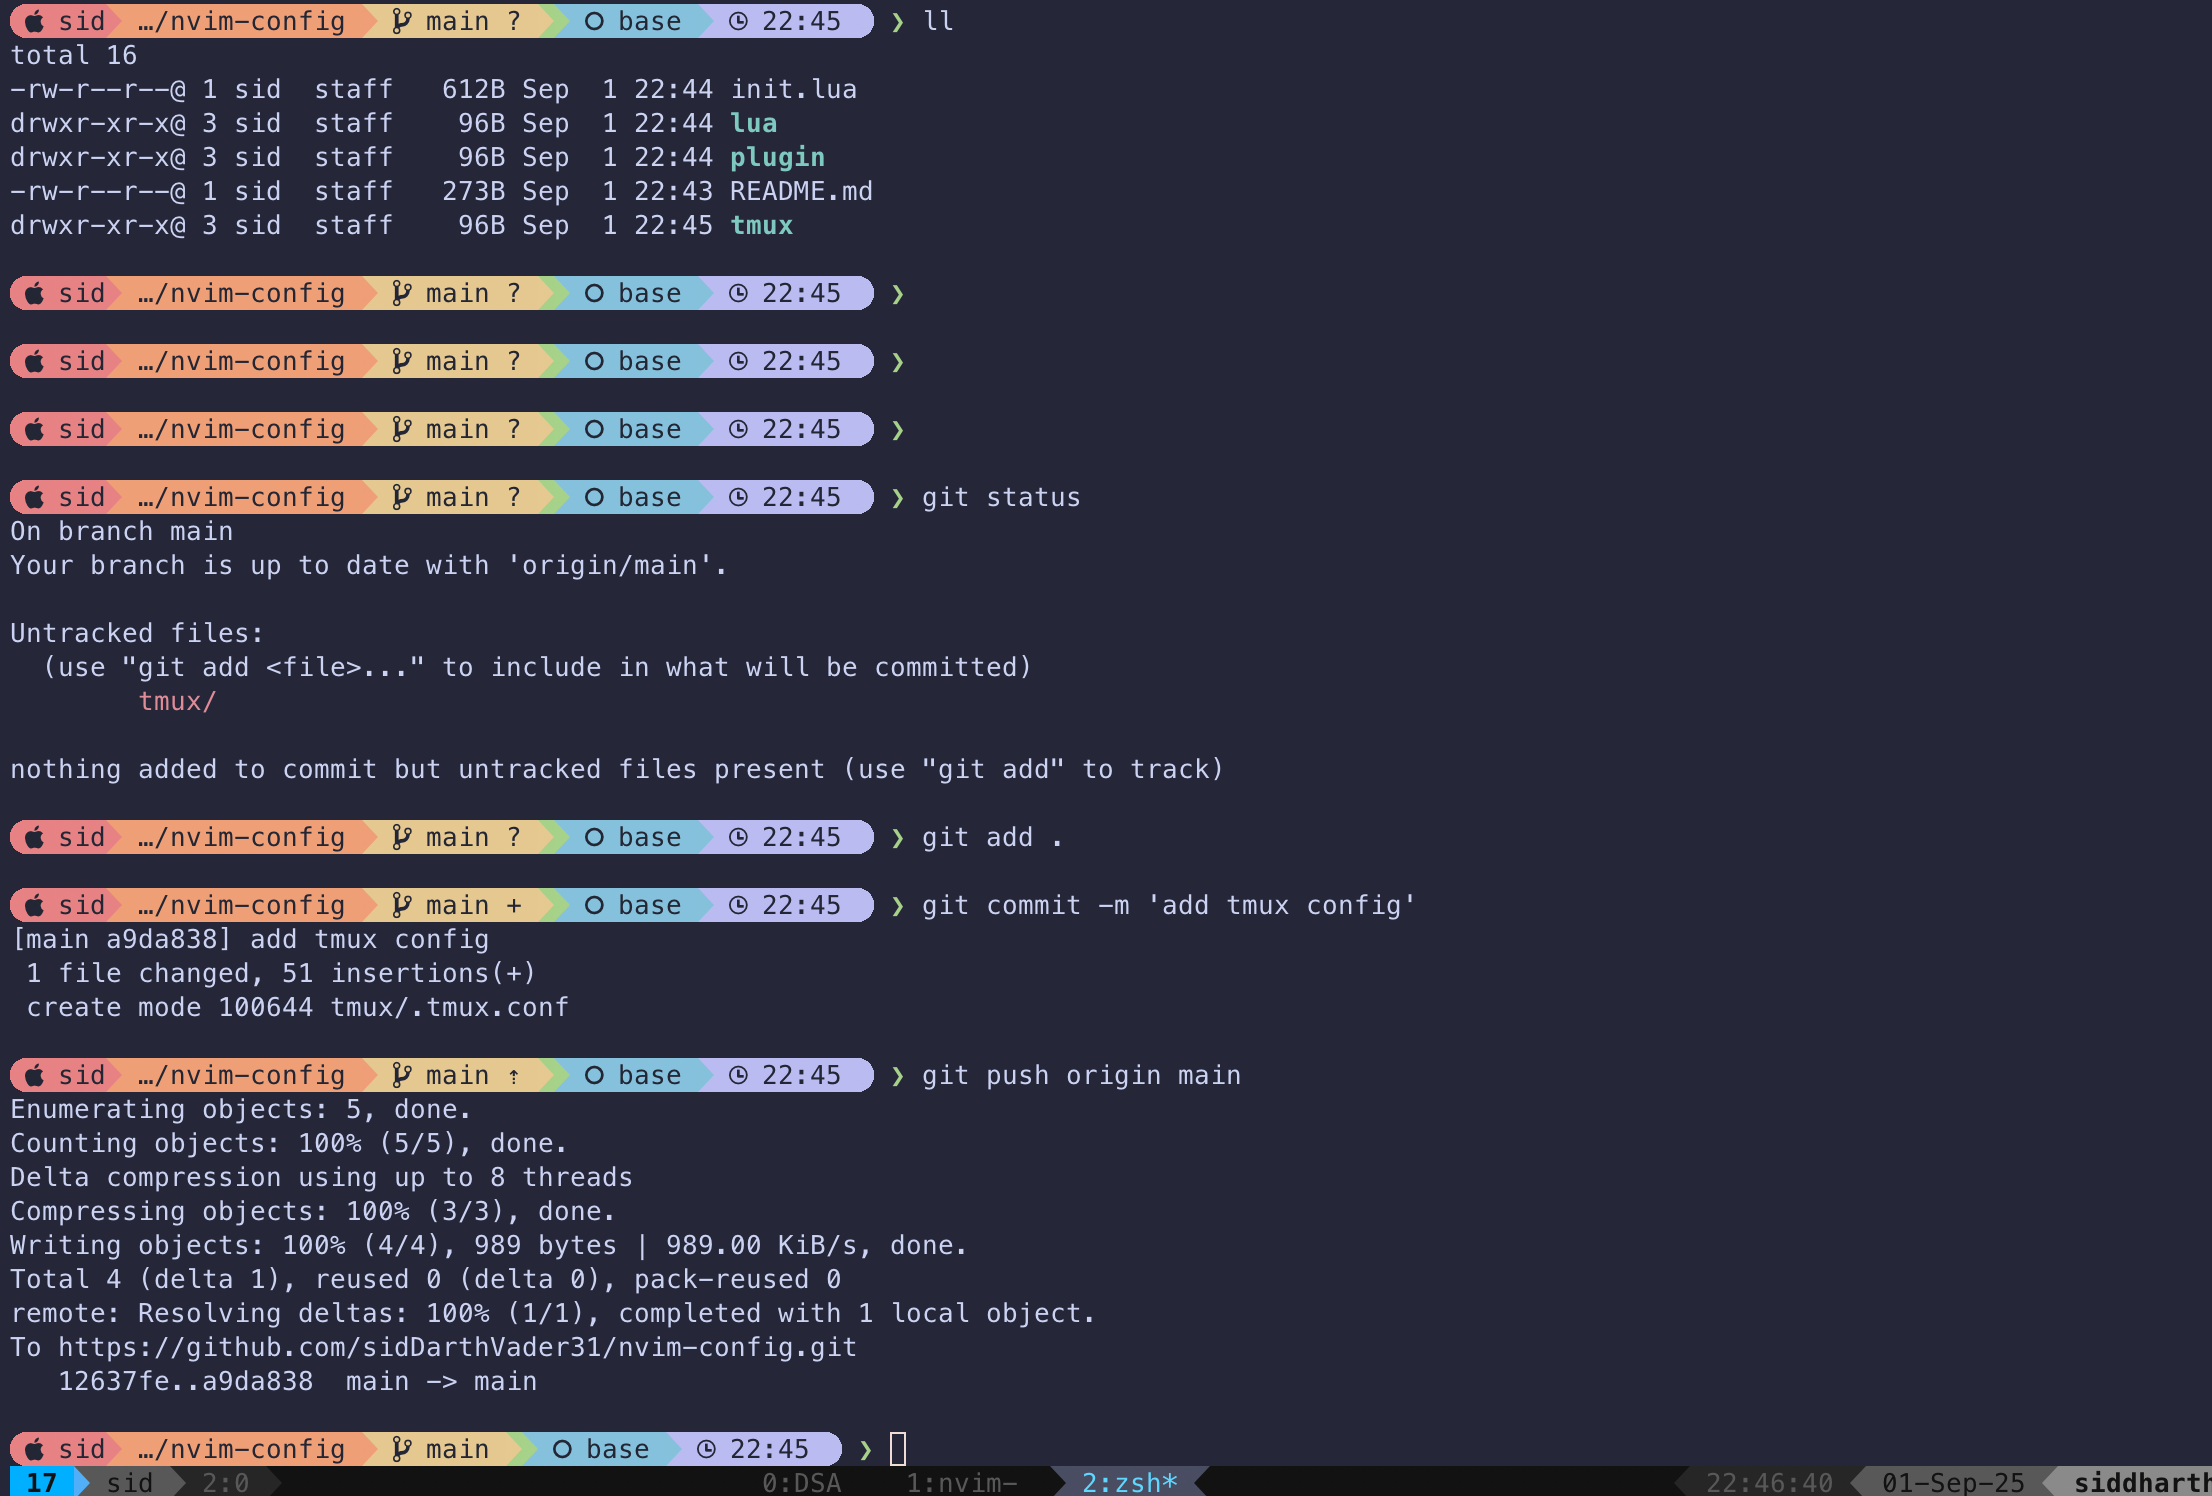 sid …/nvim-config main ? base 22:45 ❯ ll
total 16
-rw-r--r--@ 1 sid  staff   612B Sep  1 22:44 init.lua
drwxr-xr-x@ 3 sid  staff    96B Sep  1 22:44 lua
drwxr-xr-x@ 3 sid  staff    96B Sep  1 22:44 plugin
-rw-r--r--@ 1 sid  staff   273B Sep  1 22:43 README.md
drwxr-xr-x@ 3 sid  staff    96B Sep  1 22:45 tmux
sid …/nvim-config main ? base 22:45 ❯
sid …/nvim-config main ? base 22:45 ❯
sid …/nvim-config main ? base 22:45 ❯
sid …/nvim-config main ? base 22:45 ❯ git status
On branch main
Your branch is up to date with 'origin/main'.
Untracked files:
  (use "git add <file>..." to include in what will be committed)
        tmux/
nothing added to commit but untracked files present (use "git add" to track)
sid …/nvim-config main ? base 22:45 ❯ git add .
sid …/nvim-config main + base 22:45 ❯ git commit -m 'add tmux config'
[main a9da838] add tmux config
 1 file changed, 51 insertions(+)
 create mode 100644 tmux/.tmux.conf
sid …/nvim-config main ⇡ base 22:45 ❯ git push origin main
Enumerating objects: 5, done.
Counting objects: 100% (5/5), done.
Delta compression using up to 8 threads
Compressing objects: 100% (3/3), done.
Writing objects: 100% (4/4), 989 bytes | 989.00 KiB/s, done.
Total 4 (delta 1), reused 0 (delta 0), pack-reused 0
remote: Resolving deltas: 100% (1/1), completed with 1 local object.
To https://github.com/sidDarthVader31/nvim-config.git
   12637fe..a9da838  main -> main
sid …/nvim-config main base 22:45 ❯
17 sid 2:0 0:DSA 1:nvim- 2:zsh* 22:46:40 01-Sep-25 siddharth